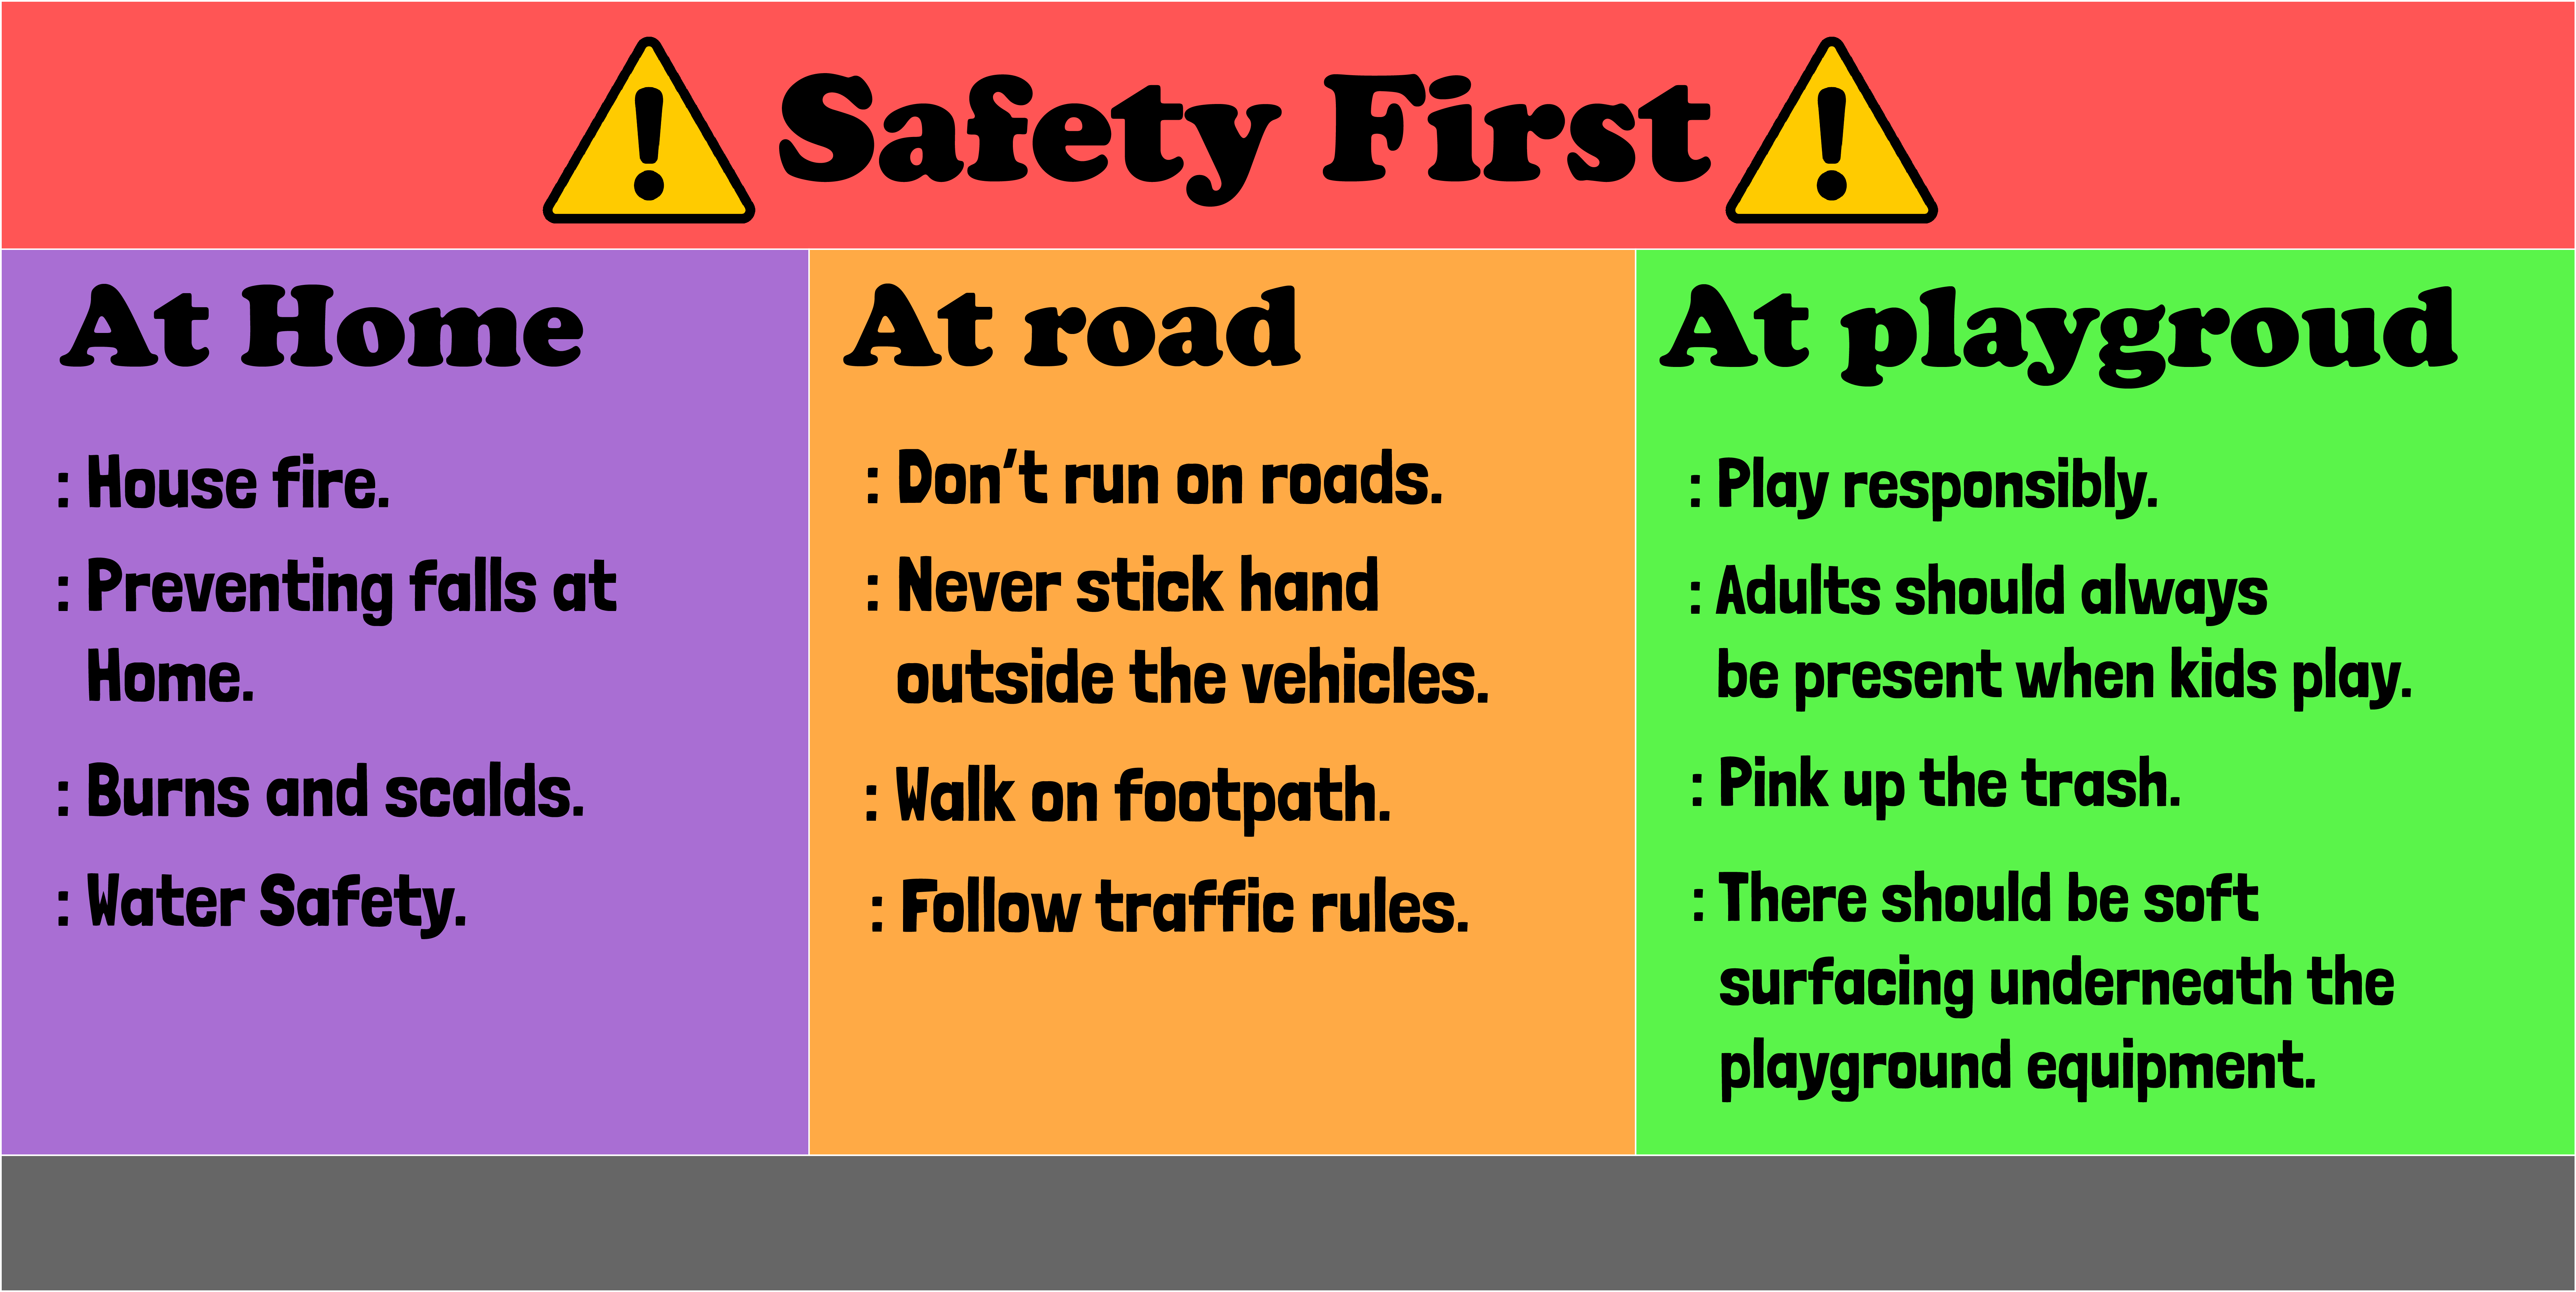 Safety First
At Home
: House fire.
: Preventing falls at
Home.
: Burns and scalds.
: Water Safety.
At road
: Don't run on roads.
: Never stick hand
outside the vehicles.
: Walk on footpath.
: Follow traffic rules.
At playgroud
: Play responsibly.
: Adults should always
be present when kids play.
: Pink up the trash.
: There should be soft
surfacing underneath the
playground equipment.